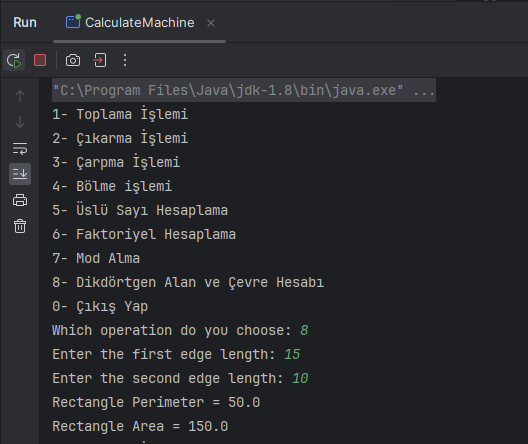 Run
CalculateMachine
"C:\Program Files\Java\jdk-1.8\bin\java.exe" ...
1- Toplama İşlemi
2- Çıkarma İşlemi
3- Çarpma İşlemi
4- Bölme işlemi
5- Üslü Sayı Hesaplama
6- Faktoriyel Hesaplama
7- Mod Alma
8- Dikdörtgen Alan ve Çevre Hesabı
0- Çıkış Yap
Which operation do you choose: 8
Enter the first edge length: 15
Enter the second edge length: 10
Rectangle Perimeter = 50.0
Rectangle Area = 150.0